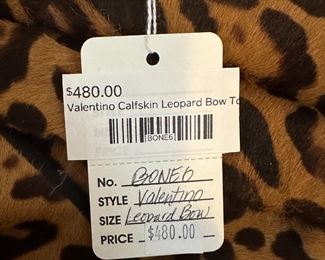 $480.00
Valentino Calfskin Leopard Bow To
BONE6
No. BONE6
STYLE Valentino
SIZE Leopard Bow
PRICE $480.00